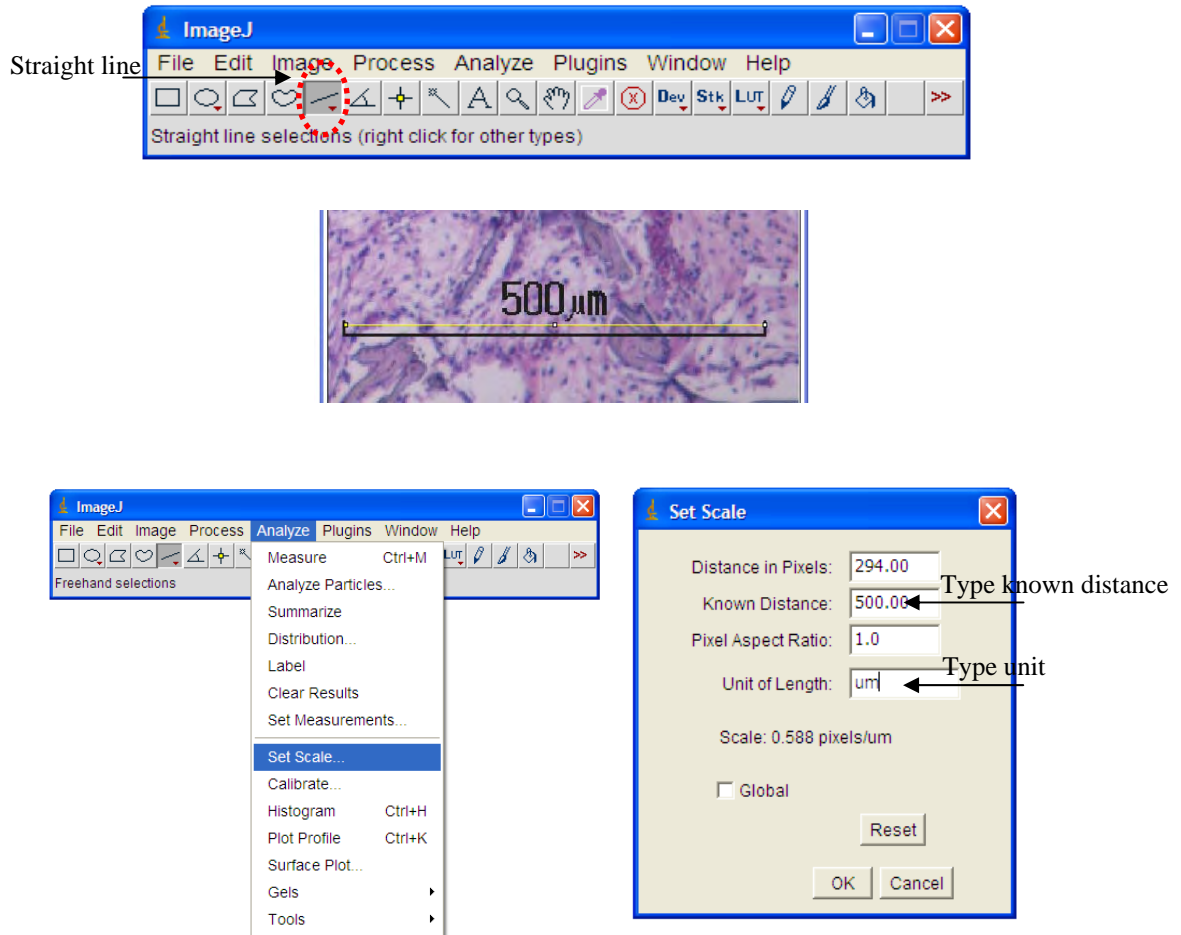 ImageJ
Straight line
File Edit Image Process Analyze Plugins Window Help
A Dev Stk LUT >>
Straight line selections (right click for other types)
500µm
ImageJ
File Edit Image Process Analyze Plugins Window Help
LUT >>
Freehand selections
Measure Ctrl+M
Analyze Particles...
Summarize
Distribution...
Label
Clear Results
Set Measurements...
Set Scale...
Calibrate...
Histogram Ctrl+H
Plot Profile Ctrl+K
Surface Plot...
Gels
Tools
Set Scale
Distance in Pixels: 294.00
Known Distance: 500.00
Type known distance
Pixel Aspect Ratio: 1.0
Type unit
Unit of Length: um
Scale: 0.588 pixels/um
Global
Reset
OK Cancel